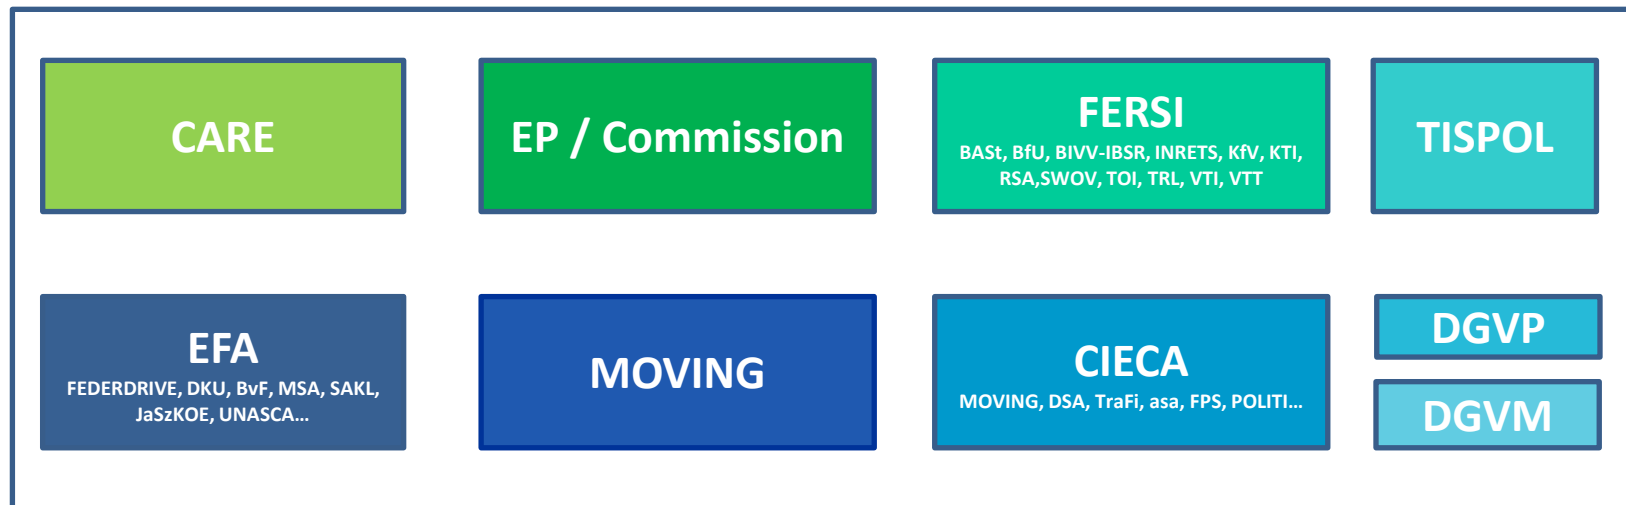 CARE
EP / Commission
FERSI
BASt, BfU, BIVV-IBSR, INRETS, KfV, KTI,
RSA,SWOV, TOI, TRL, VTI, VTT
TISPOL
EFA
FEDERDRIVE, DKU, BvF, MSA, SAKL,
JaSzKOE, UNASCA...
MOVING
CIECA
MOVING, DSA, TraFi, asa, FPS, POLITI...
DGVP
DGVM